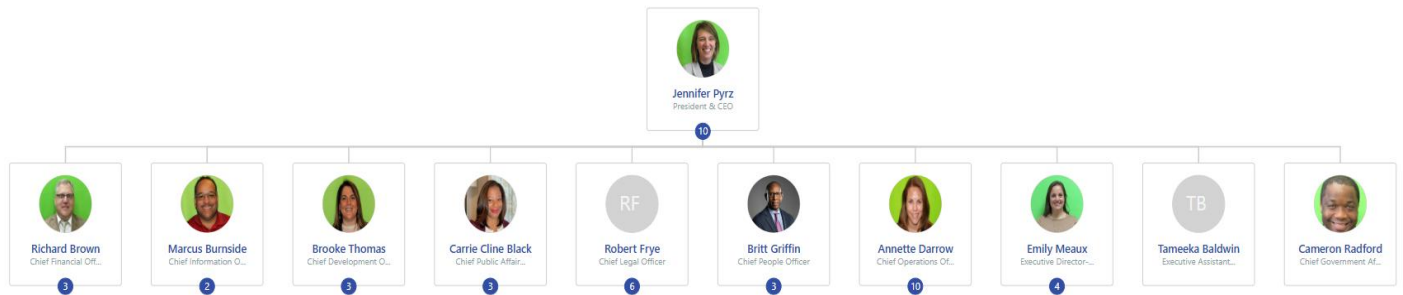 Jennifer Pyrz
President & CEO
10
Richard Brown
Chief Financial Off...
3
Marcus Burnside
Chief Information O...
2
Brooke Thomas
Chief Development O...
3
Carrie Cline Black
Chief Public Affair...
3
RF
Robert Frye
Chief Legal Officer
6
Britt Griffin
Chief People Officer
3
Annette Darrow
Chief Operations Of...
10
Emily Meaux
Executive Director-...
4
TB
Tameeka Baldwin
Executive Assistant...
Cameron Radford
Chief Government Af...